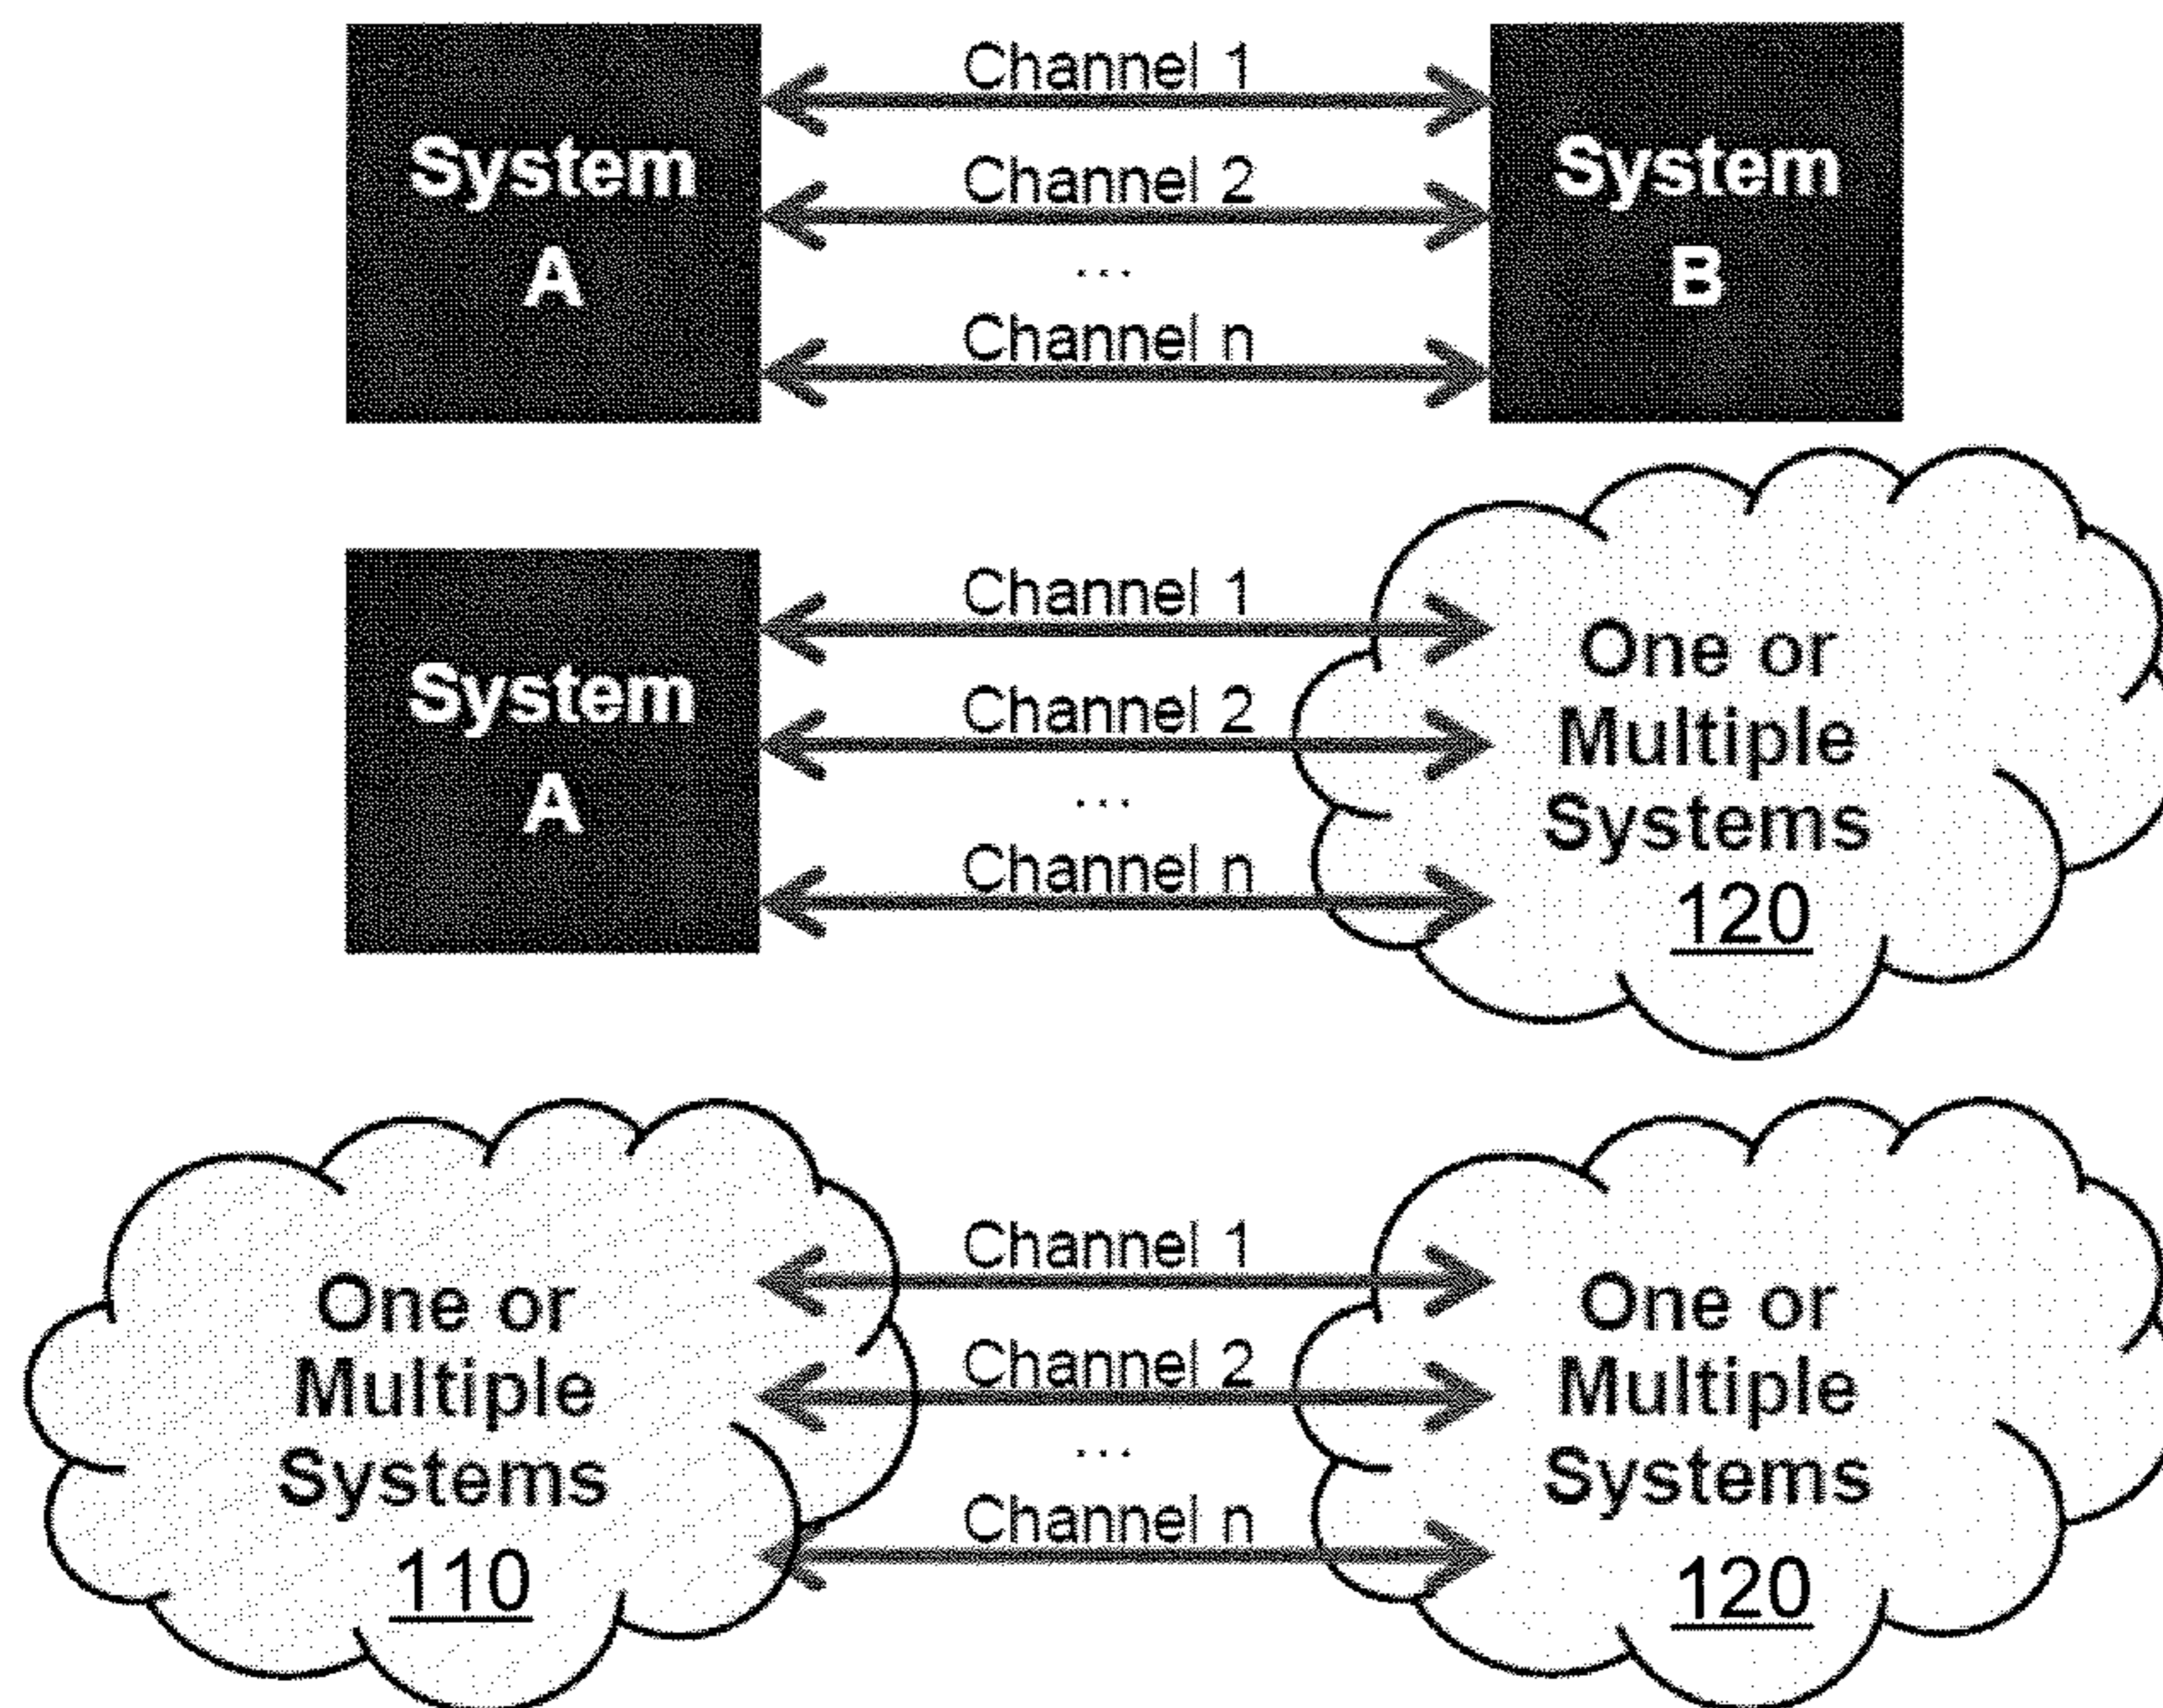 System
A
Channel 1
Channel 2
...
Channel n
System
B
System
A
Channel 1
Channel 2
...
Channel n
One or
Multiple
Systems
120
One or
Multiple
Systems
110
Channel 1
Channel 2
...
Channel n
One or
Multiple
Systems
120